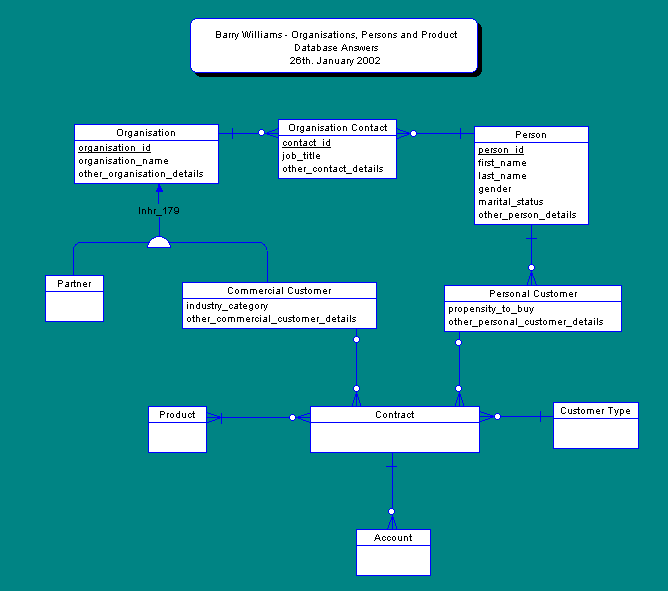 Barry Williams - Organisations, Persons and Product
Database Answers
26th. January 2002
Organisation
organisation_id
organisation_name
other_organisation_details
Organisation Contact
contact_id
job_title
other_contact_details
Person
person_id
first_name
last_name
gender
marital_status
other_person_details
Inhr_179
Partner
Commercial Customer
industry_category
other_commercial_customer_details
Personal Customer
propensity_to_buy
other_personal_customer_details
Product
Contract
Customer Type
Account